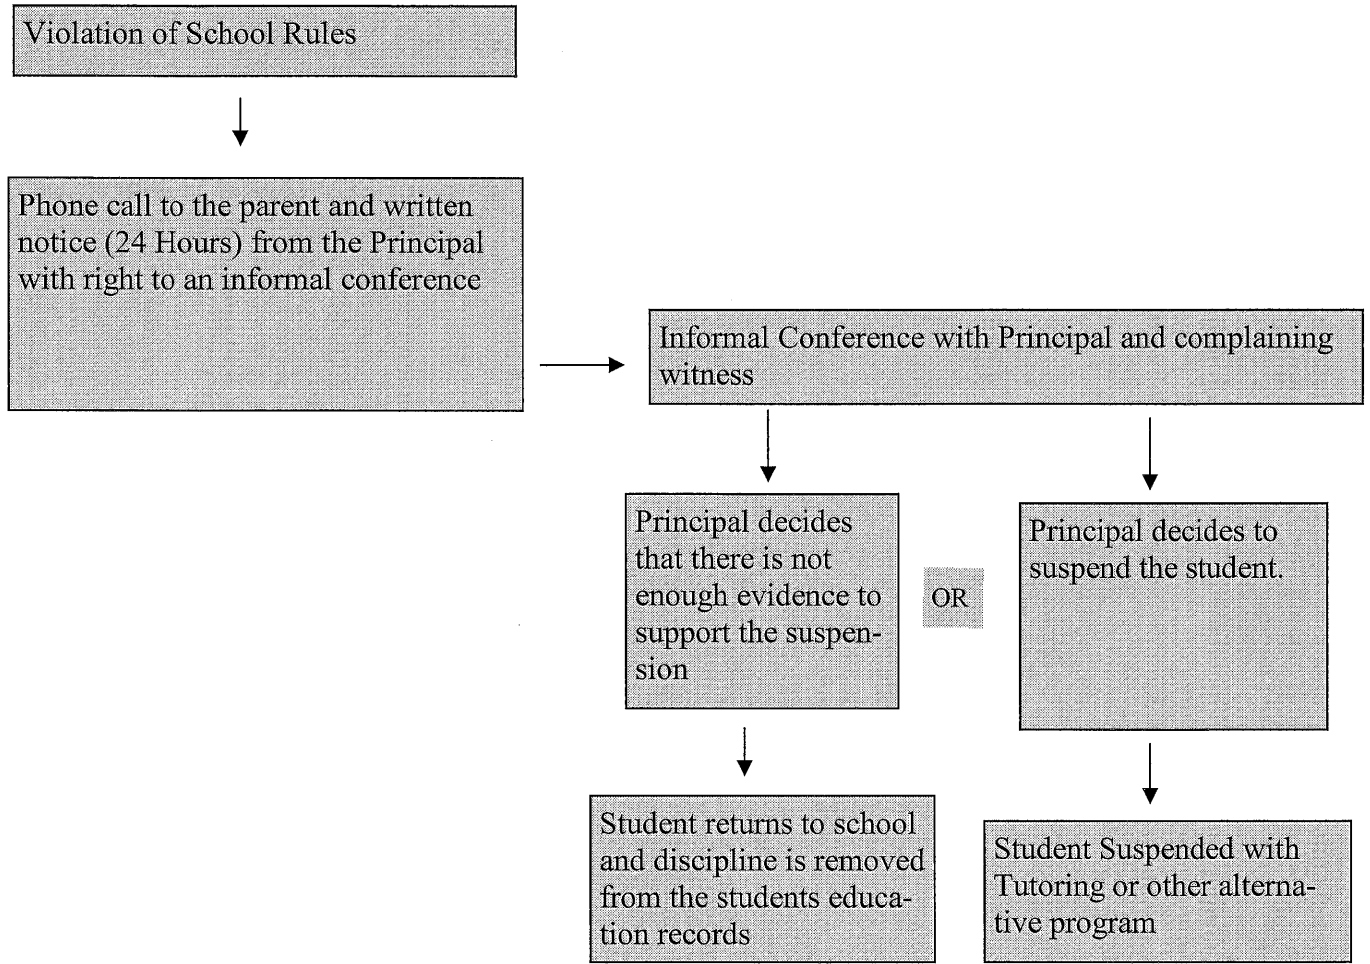 Violation of School Rules
Phone call to the parent and written
notice (24 Hours) from the Principal
with right to an informal conference
Informal Conference with Principal and complaining
witness
Principal decides
that there is not
enough evidence to
support the suspen-
sion
OR
Principal decides to
suspend the student.
Student returns to school
and discipline is removed
from the students educa-
tion records
Student Suspended with
Tutoring or other alterna-
tive program